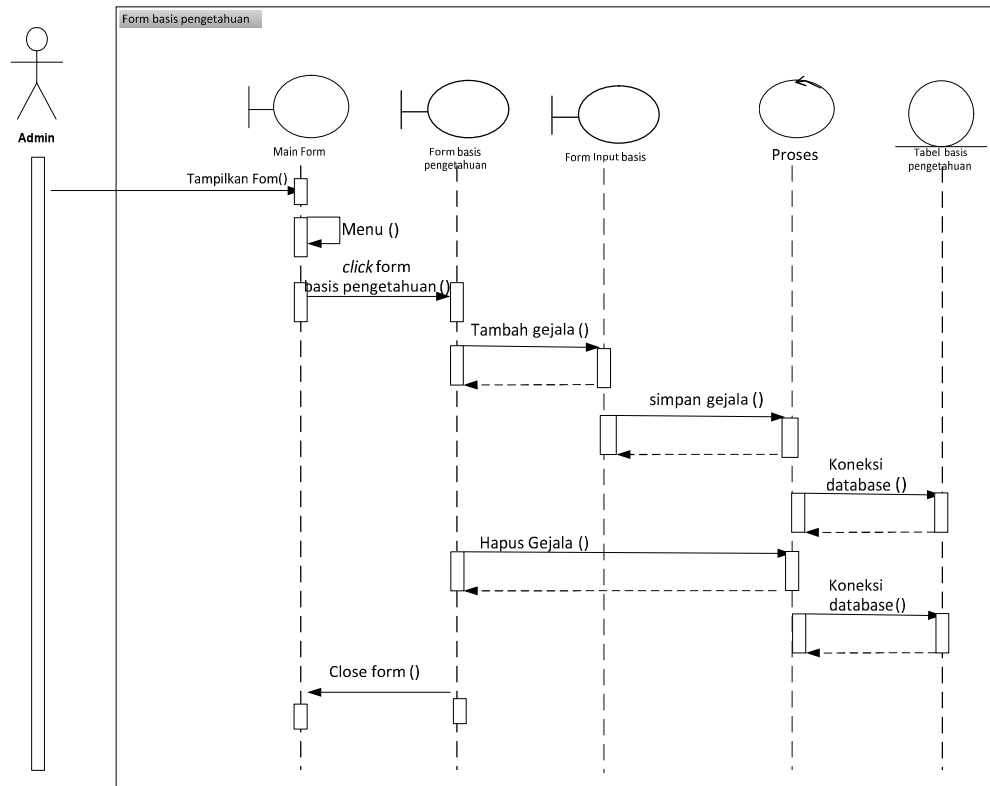 Form basis pengetahuan
Admin
Main Form
Form basis
pengetahuan
Form Input basis
Proses
Tabel basis
pengetahuan
Tampilkan Fom()
Menu ()
click form
basis pengetahuan ()
Tambah gejala ()
simpan gejala ()
Koneksi
database ()
Hapus Gejala ()
Koneksi
database()
Close form ()